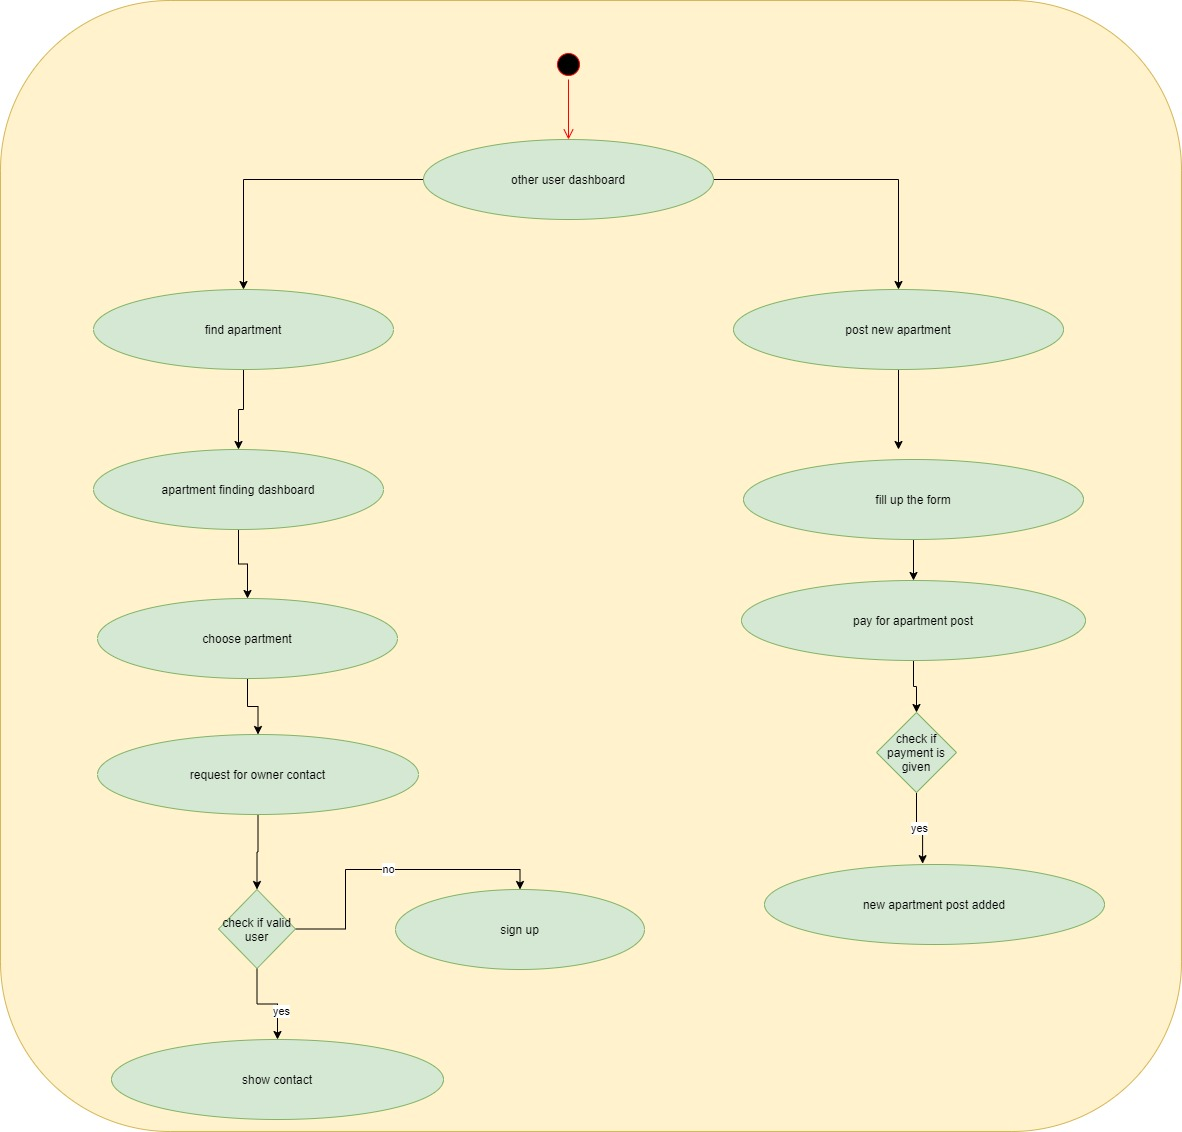 other user dashboard
find apartment
post new apartment
apartment finding dashboard
fill up the form
choose partment
pay for apartment post
request for owner contact
check if
payment is
given
yes
no
check if valid
user
sign up
new apartment post added
yes
show contact